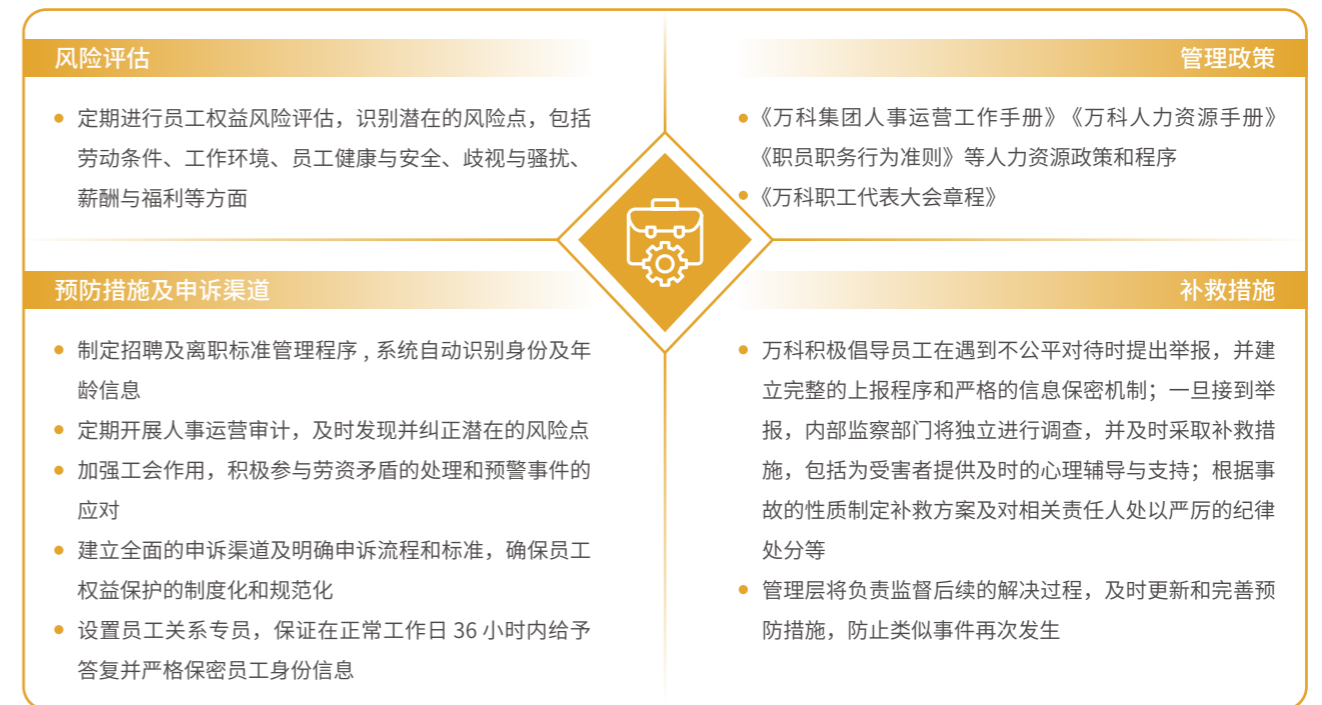 风险评估
定期进行员工权益风险评估，识别潜在的风险点，包括
劳动条件、工作环境、员工健康与安全、歧视与骚扰、
薪酬与福利等方面
管理政策
《万科集团人事运营工作手册》《万科人力资源手册》
《职员职务行为准则》等人力资源政策和程序
《万科职工代表大会章程》
预防措施及申诉渠道
制定招聘及离职标准管理程序 , 系统自动识别身份及年
龄信息
定期开展人事运营审计，及时发现并纠正潜在的风险点
加强工会作用，积极参与劳资矛盾的处理和预警事件的
应对
建立全面的申诉渠道及明确申诉流程和标准，确保员工
权益保护的制度化和规范化
设置员工关系专员，保证在正常工作日 36 小时内给予
答复并严格保密员工身份信息
补救措施
万科积极倡导员工在遇到不公平对待时提出举报，并建
立完整的上报程序和严格的信息保密机制；一旦接到举
报，内部监察部门将独立进行调查，并及时采取补救措
施，包括为受害者提供及时的心理辅导与支持；根据事
故的性质制定补救方案及对相关责任人处以严厉的纪律
处分等
管理层将负责监督后续的解决过程，及时更新和完善预
防措施，防止类似事件再次发生